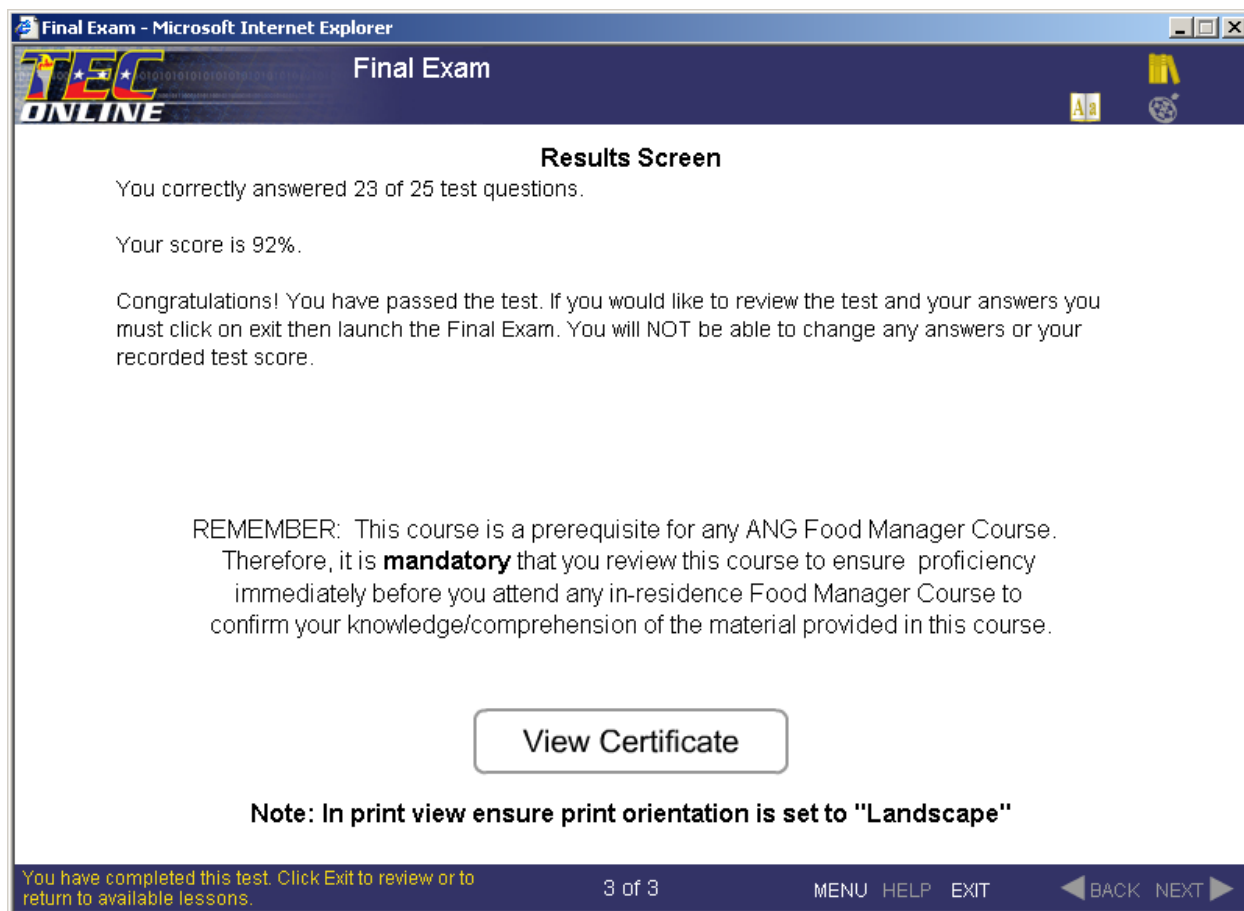 Final Exam - Microsoft Internet Explorer
TEC
ONLINE
Final Exam
Aa
Results Screen
You correctly answered 23 of 25 test questions.
Your score is 92%.
Congratulations! You have passed the test. If you would like to review the test and your answers you
must click on exit then launch the Final Exam. You will NOT be able to change any answers or your
recorded test score.
REMEMBER: This course is a prerequisite for any ANG Food Manager Course.
Therefore, it is mandatory that you review this course to ensure proficiency
immediately before you attend any in-residence Food Manager Course to
confirm your knowledge/comprehension of the material provided in this course.
View Certificate
Note: In print view ensure print orientation is set to "Landscape"
You have completed this test. Click Exit to review or to
return to available lessons.
3 of 3
MENU HELP EXIT
BACK NEXT